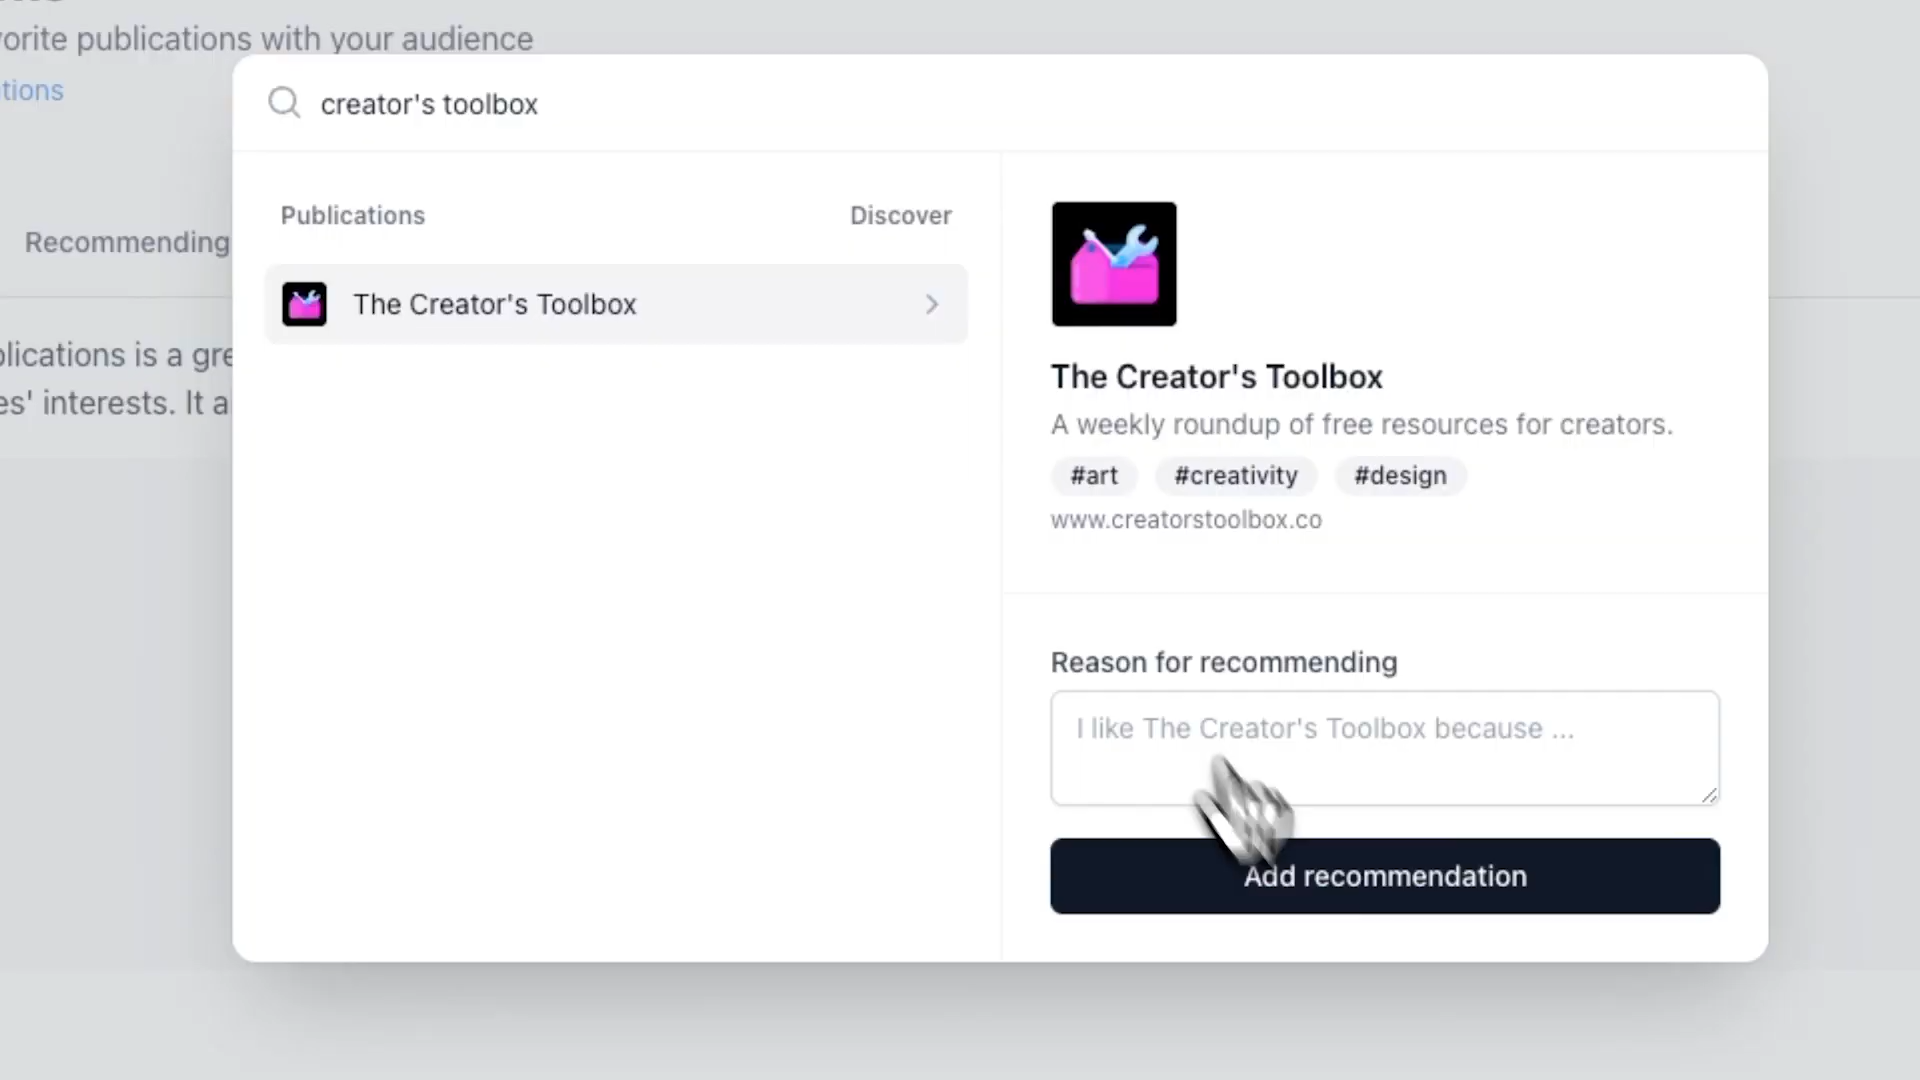 orite publications with your audience
tions
creator's toolbox
Publications
Discover
Recommending
The Creator's Toolbox
lications is a gre
es' interests. It a
The Creator's Toolbox
A weekly roundup of free resources for creators.
#art #creativity #design
www.creatorstoolbox.co
Reason for recommending
I like The Creator's Toolbox because ...
Add recommendation